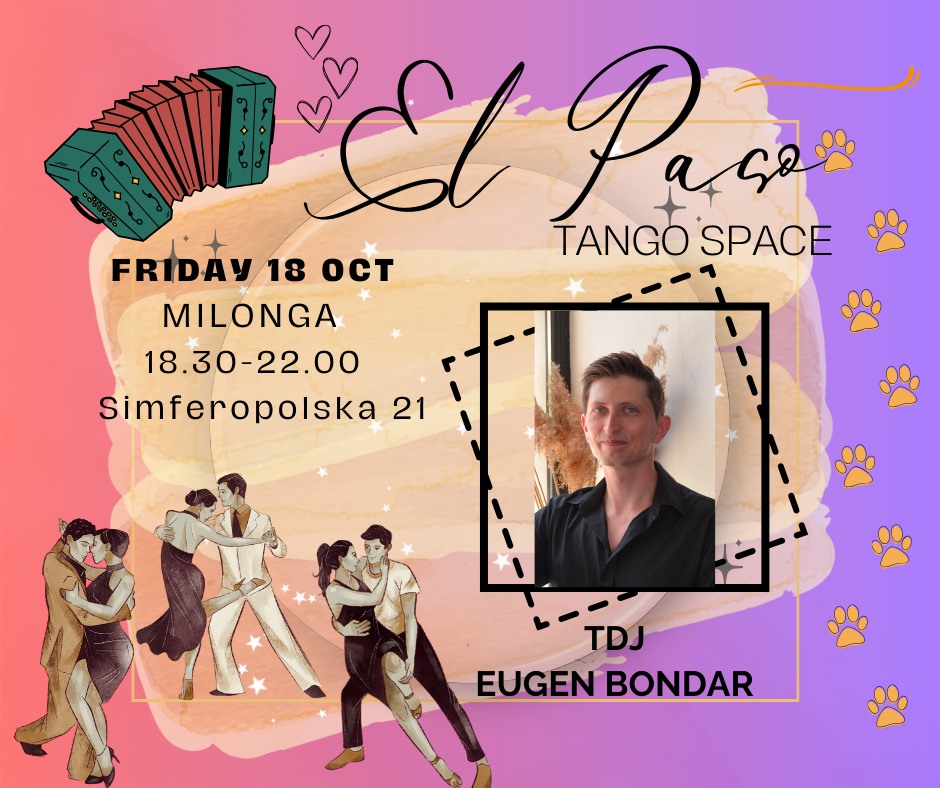 El Paso
TANGO SPACE
FRIDAY 18 OCT
MILONGA
18.30-22.00
Simferopolska 21
TDJ
EUGEN BONDAR